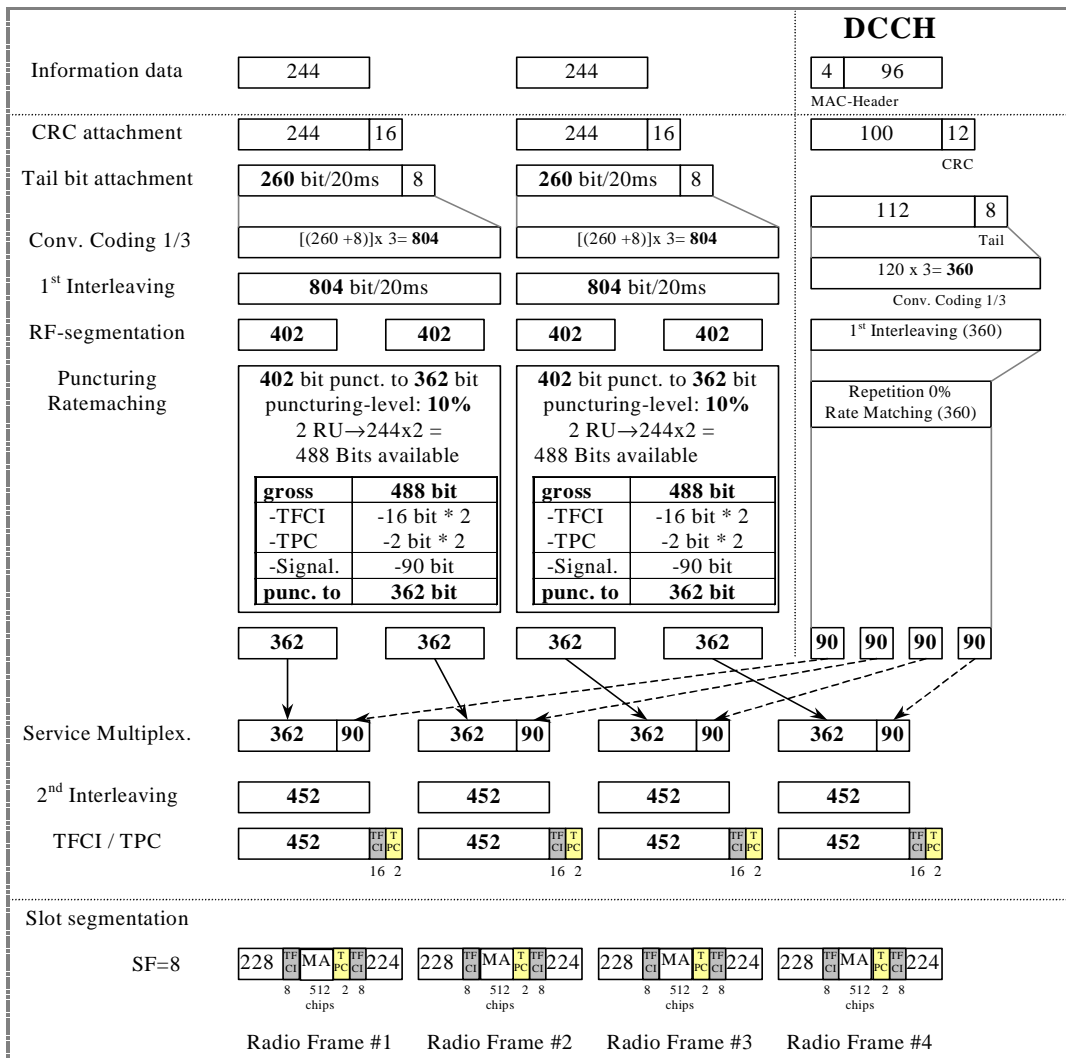 DCCH
Information data 244 244 4 96
MAC-Header
CRC attachment 244 16 244 16 100 12
CRC
Tail bit attachment 260 bit/20ms 8 260 bit/20ms 8
112 8
Tail
Conv. Coding 1/3 [(260 +8)]x 3= 804 [(260 +8)]x 3= 804
120 x 3= 360
Conv. Coding 1/3
1st Interleaving 804 bit/20ms 804 bit/20ms
RF-segmentation 402 402 402 402 1st Interleaving (360)
Puncturing
Ratemaching
402 bit punct. to 362 bit
puncturing-level: 10%
2 RU→244x2 =
488 Bits available
gross 488 bit
-TFCI -16 bit * 2
-TPC -2 bit * 2
-Signal. -90 bit
punc. to 362 bit
402 bit punct. to 362 bit
puncturing-level: 10%
2 RU→244x2 =
488 Bits available
gross 488 bit
-TFCI -16 bit * 2
-TPC -2 bit * 2
-Signal. -90 bit
punc. to 362 bit
Repetition 0%
Rate Matching (360)
362 362 362 362 90 90 90 90
Service Multiplex. 362 90 362 90 362 90 362 90
2nd Interleaving 452 452 452 452
TFCI / TPC 452 TF CI T PC 452 TF CI T PC 452 TF CI T PC 452 TF CI T PC
16 2 16 2 16 2 16 2
Slot segmentation
SF=8 228 TF CI MA T PC TF CI 224 228 TF CI MA T PC TF CI 224 228 TF CI MA T PC TF CI 224 228 TF CI MA T PC TF CI 224
8 512 2 8 8 512 2 8 8 512 2 8 8 512 2 8
chips chips chips chips
Radio Frame #1 Radio Frame #2 Radio Frame #3 Radio Frame #4